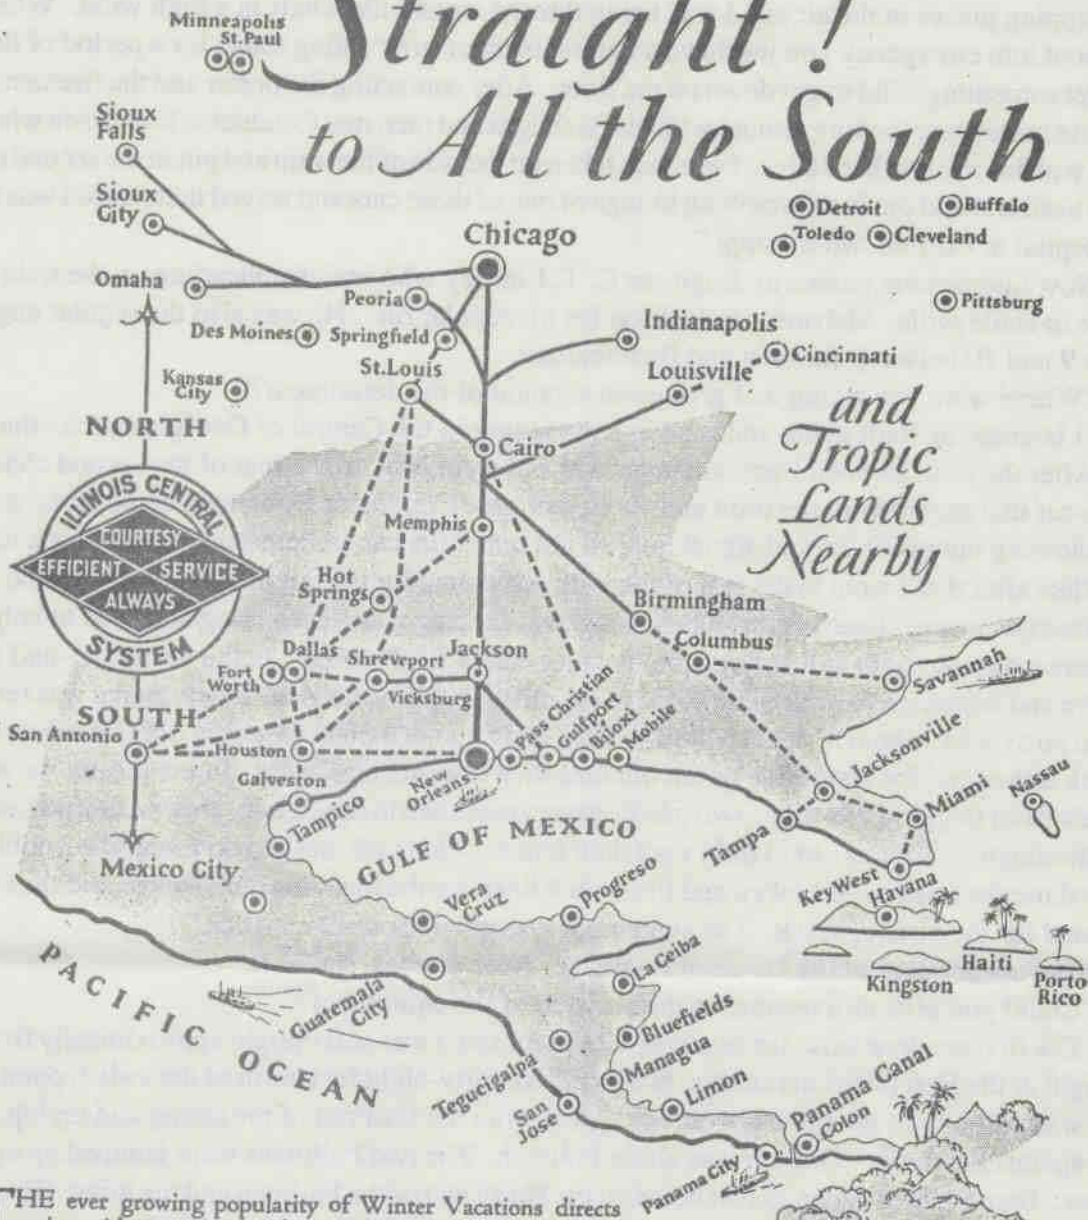 Straight!
to All the South
Minneapolis
St. Paul
Sioux
Falls
Sioux
City
Omaha
Chicago
Detroit
Buffalo
Toledo
Cleveland
Pittsburg
Peoria
Des Moines
Springfield
Indianapolis
St. Louis
Cincinnati
Louisville
Kansas
City
Cairo
and
Tropic
Lands
Nearby
NORTH
ILLINOIS CENTRAL
COURTESY
EFFICIENT SERVICE
ALWAYS
SYSTEM
SOUTH
Memphis
Hot
Springs
Birmingham
Columbus
Dallas
Shrevrport
Jackson
Fort
Worth
Vicksburg
Savannah
San Antonio
Houston
Galveston
New
Orleans
Pass Christian
Gulfport
Biloxi
Mobile
Jacksonville
Tampico
GULF OF MEXICO
Tampa
Miami
Nassau
Mexico City
Key West
Havana
Vera
Cruz
Progreso
Haiti
Kingston
Porto
Rico
PACIFIC OCEAN
Guatemala
City
La Ceiba
Bluefields
Managua
Tegucigalpa
Limon
San
Jose
Panama Canal
Colon
Panama City
THE ever growing popularity of Winter Vacations directs